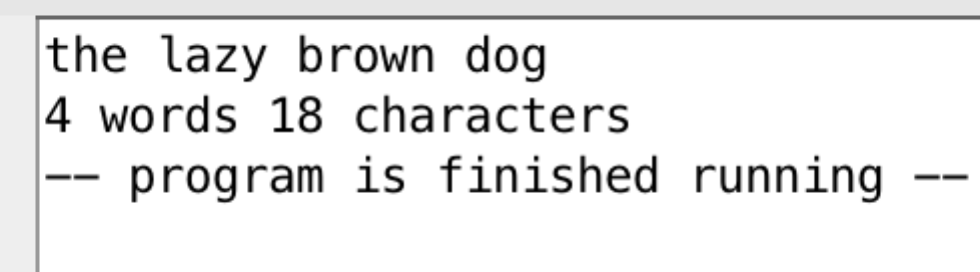 the lazy brown dog
4 words 18 characters
-- program is finished running --